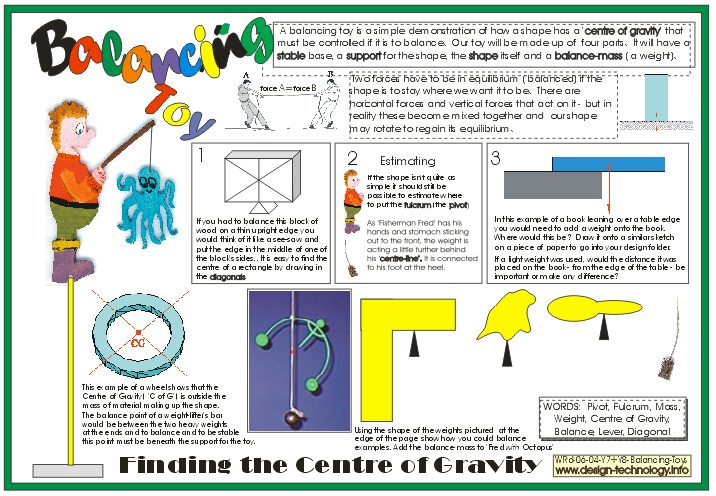 Balancing
Toy
A balancing toy is a simple demonstration of how a shape has a 'centre of gravity' that
must be controlled if it is to balance. Our toy will be made up of four parts. It will have a
stable base, a support for the shape, the shape itself and a balance-mass ( a weight).
A
B
force A = force B
Two forces have to be in equilibrium ('balanced') if the
shape is to stay where we want it to be. There are
horizontal forces and vertical forces that act on it - but in
reality these become mixed together and our shape
may rotate to regain its equilibrium.
1
If you had to balance this block of
wood on a thin upright edge you
would think of it like a see-saw and
put the edge in the middle of one of
the block's sides. . It is easy to find the
centre of a rectangle by drawing in
the diagonals
2 Estimating
If the shape isn't quite as
simple it should still be
possible to estimate where
to put the fulcrum (the pivot)
As 'Fisherman Fred' has his
hands and stomach sticking
out to the front, the weight is
acting a little further behind
his 'centre-line'. It is connected
to his foot at the heel.
3
In this example of a book leaning over a table edge
you would need to add a weight onto the book.
Where would this be? Draw it onto a similar sketch
on a piece of paper to go into your design folder.
If a light weight was used, would the distance it was
placed on the book - from the edge of the table - be
important or make any difference?
CG
This example of a wheel shows that the
Centre of Gravity ( 'C of G') is outside the
mass of material making up the shape.
The balance point of a weight-lifter's bar
would be between the two heavy weights
at the ends and to balance and to be stable
this point must be beneath the support for the toy.
Using the shape of the weights pictured at the
edge of the page show how you could balance
examples. Add the balance-mass to 'Fred with Octopus'
WORDS: Pivot, Fulcrum, Mass,
Weight, Centre of Gravity,
Balance, Lever, Diagonal
Finding the Centre of Gravity
WRd-06-04-Y7+Y8-Balancing-Toys
www.design-technology.info